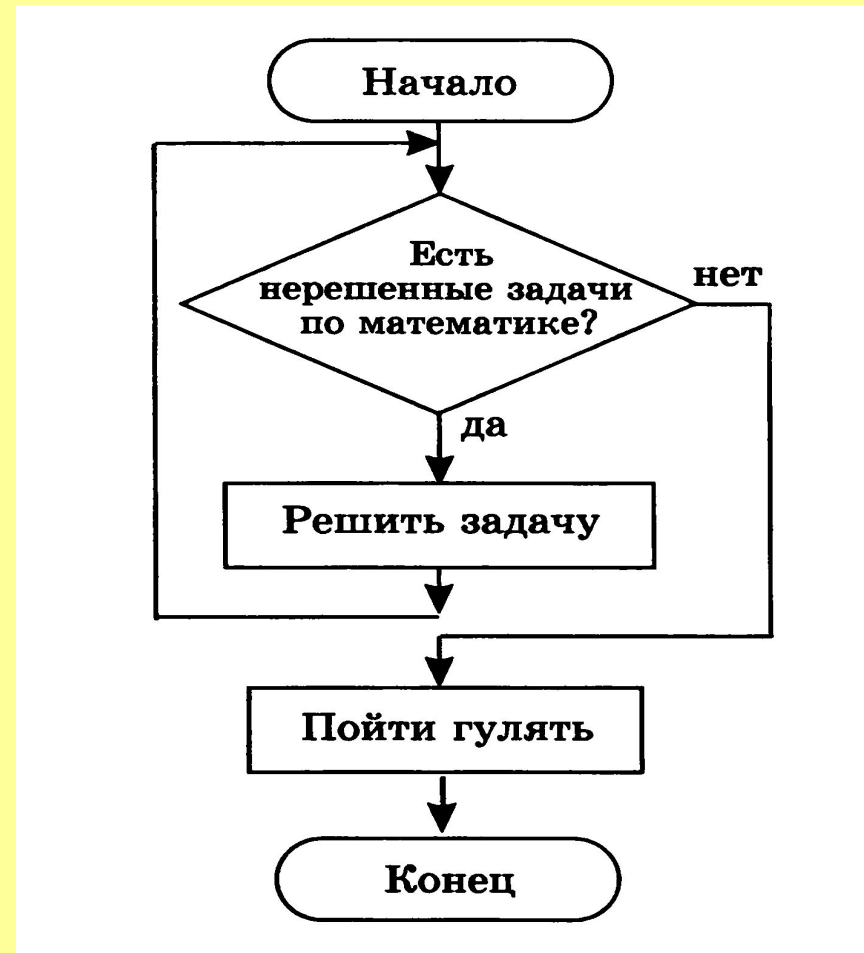 Начало
Есть
нерешенные задачи
по математике?
нет
да
Решить задачу
Пойти гулять
Конец